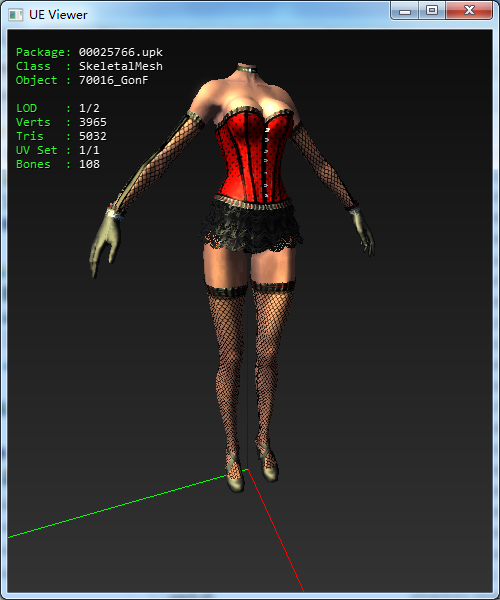 UE Viewer
Package: 00025766.upk
Class : SkeletalMesh
Object : 70016_GonF
LOD : 1/2
Verts : 3965
Tris : 5032
UV Set : 1/1
Bones : 108